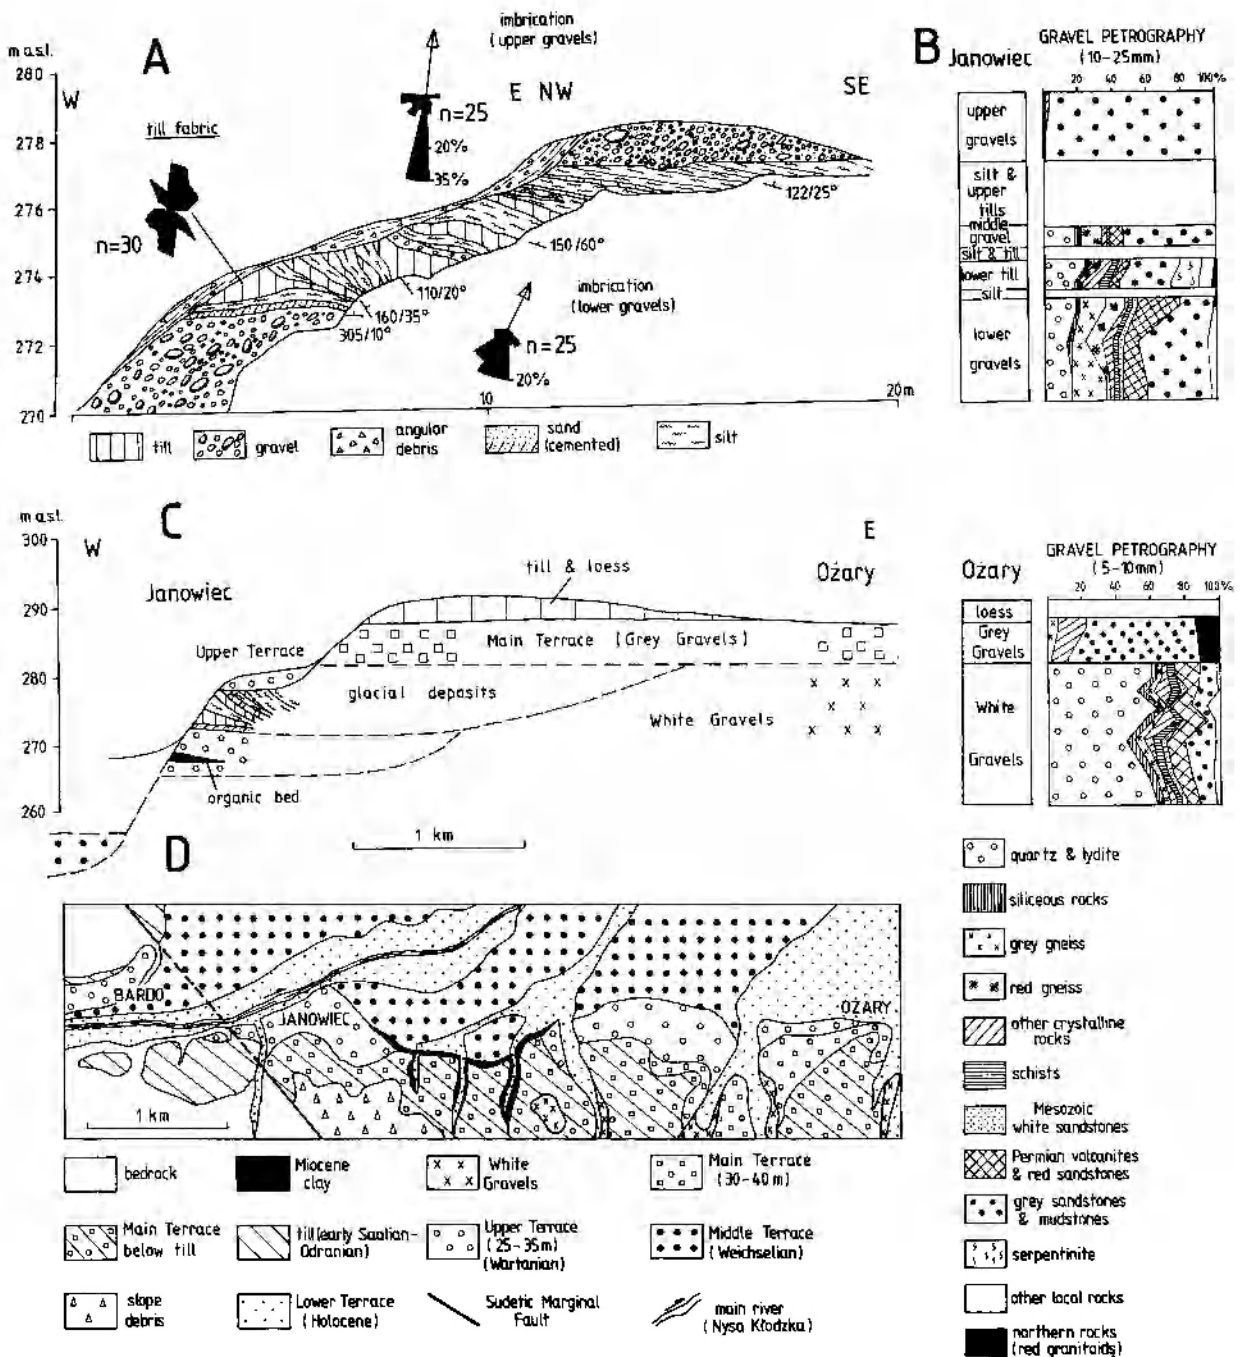 A
m a.s.l.
280
278
276
274
272
270
W
E NW
SE
imbrication
(upper gravels)
n=25
20%
35%
till fabric
n=30
122/25°
150/60°
110/20°
160/35°
305/10°
imbrication
(lower gravels)
n=25
20%
10
20m
till
gravel
angular
debris
sand
(cemented)
silt
B
Janowiec
GRAVEL PETROGRAPHY
(10-25mm)
20 40 60 80 100%
upper
gravels
silt &
upper
tills
middle
gravel
silt & till
lower till
silt
lower
gravels
C
m a.s.l.
300
290
280
270
260
W
E
Janowiec
Ożary
till & loess
Upper Terrace
Main Terrace (Grey Gravels)
glacial deposits
White Gravels
organic bed
1 km
Ożary
GRAVEL PETROGRAPHY
(5-10mm)
20 40 60 80 100%
loess
Grey
Gravels
White
Gravels
D
BARDO
JANOWIEC
OŻARY
1 km
bedrock
Miocene
clay
White
Gravels
Main Terrace
(30-40m)
Main Terrace
below till
till (early Saalian-
Odranian)
Upper Terrace
(25-35m)
(Wartanian)
Middle Terrace
(Weichselian)
slope
debris
Lower Terrace
(Holocene)
Sudetic Marginal
Fault
main river
(Nysa Kłodzka)
quartz & lydite
siliceous rocks
grey gneiss
red gneiss
other crystalline
rocks
schists
Mesozoic
white sandstones
Permian volcanites
& red sandstones
grey sandstones
& mudstones
serpentinite
other local rocks
northern rocks
(red granitoids)